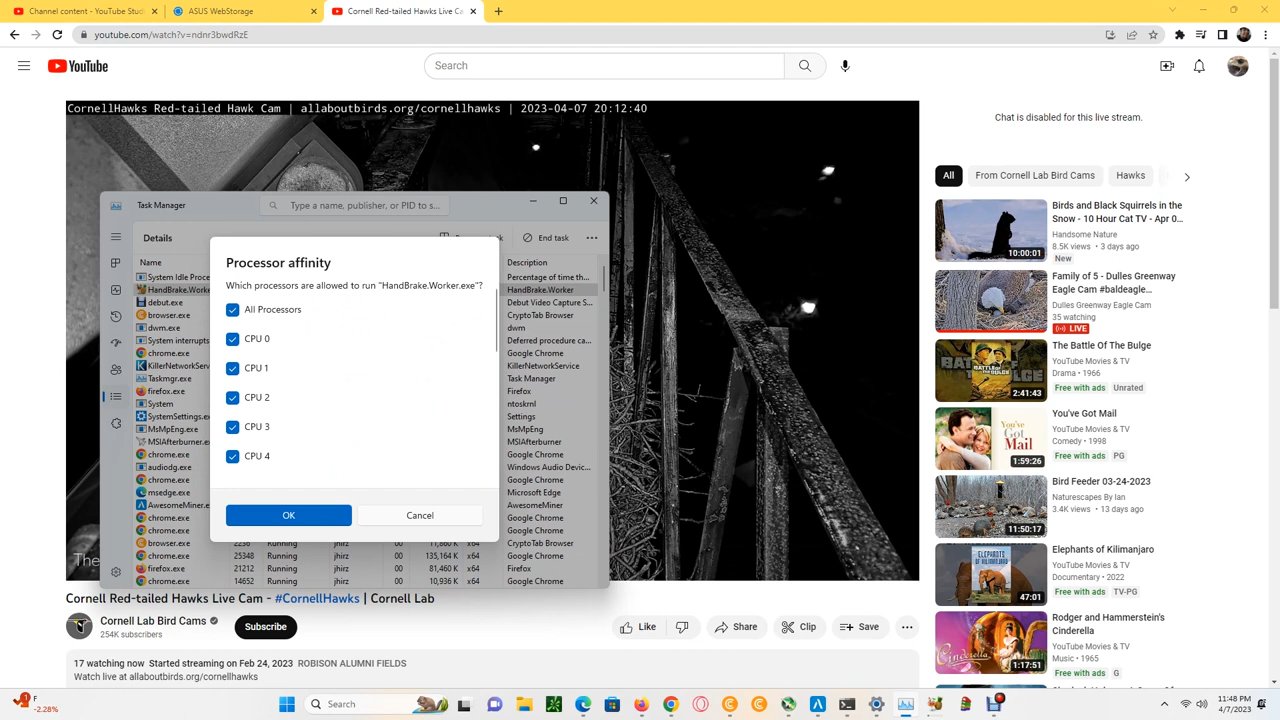 Channel content - YouTube Studi
ASUS WebStorage
Cornell Red-tailed Hawks Live Ca
youtube.com/watch?v=ndnr3bwdRzE
YouTube
Search
CornellHawks Red-tailed Hawk Cam | allaboutbirds.org/cornellhawks | 2023-04-07 20:12:40
Task Manager
Type a name, publisher, or PID to s...
Details
End task
Name
Description
System Idle Proce
Percentage of time th...
HandBrake.Worke
HandBrake.Worker
debut.exe
Debut Video Capture S...
browser.exe
CryptoTab Browser
dwm.exe
dwm
System interrupts
Deferred procedure ca...
chrome.exe
Google Chrome
KillerNetworkServ
KillerNetworkService
Taskmgr.exe
Task Manager
firefox.exe
Firefox
System
ntoskrnl
SystemSettings.ex
Settings
MsMpEng.exe
MsMpEng
MSIAfterburner.e
MSIAfterburner
chrome.exe
Google Chrome
audiodg.exe
Windows Audio Devic...
chrome.exe
Google Chrome
msedge.exe
Microsoft Edge
AwesomeMiner.e
AwesomeMiner
chrome.exe
Google Chrome
chrome.exe
Google Chrome
browser.exe
CryptoTab Browser
chrome.exe
Running
jhirz
00
x64
Google Chrome
chrome.exe
25348
Running
jhirz
00
135,164 K
x64
Google Chrome
firefox.exe
21212
Running
jhirz
00
81,460 K
x64
Firefox
chrome.exe
14652
Running
jhirz
00
10,936 K
x64
Google Chrome
Processor affinity
Which processors are allowed to run "HandBrake.Worker.exe"?
All Processors
CPU 0
CPU 1
CPU 2
CPU 3
CPU 4
OK
Cancel
The
Cornell Red-tailed Hawks Live Cam - #CornellHawks | Cornell Lab
Cornell Lab Bird Cams
254K subscribers
Subscribe
Like
Share
Clip
Save
17 watching now Started streaming on Feb 24, 2023 ROBISON ALUMNI FIELDS
Watch live at allaboutbirds.org/cornellhawks
Chat is disabled for this live stream.
All
From Cornell Lab Bird Cams
Hawks
Birds and Black Squirrels in the
Snow - 10 Hour Cat TV - Apr 0...
Handsome Nature
8.5K views • 3 days ago
New
10:00:01
Family of 5 - Dulles Greenway
Eagle Cam #baldeagle...
Dulles Greenway Eagle Cam
35 watching
LIVE
The Battle Of The Bulge
YouTube Movies & TV
Drama • 1966
Free with ads
Unrated
2:41:43
You've Got Mail
YouTube Movies & TV
Comedy • 1998
Free with ads
PG
1:59:26
Bird Feeder 03-24-2023
Naturescapes By Ian
3.4K views • 13 days ago
11:50:17
Elephants of Kilimanjaro
YouTube Movies & TV
Documentary • 2022
Free with ads
TV-PG
47:01
Rodger and Hammerstein's
Cinderella
YouTube Movies & TV
Music • 1965
Free with ads
G
1:17:51
F
-2.28%
Search
11:48 PM
4/7/2023